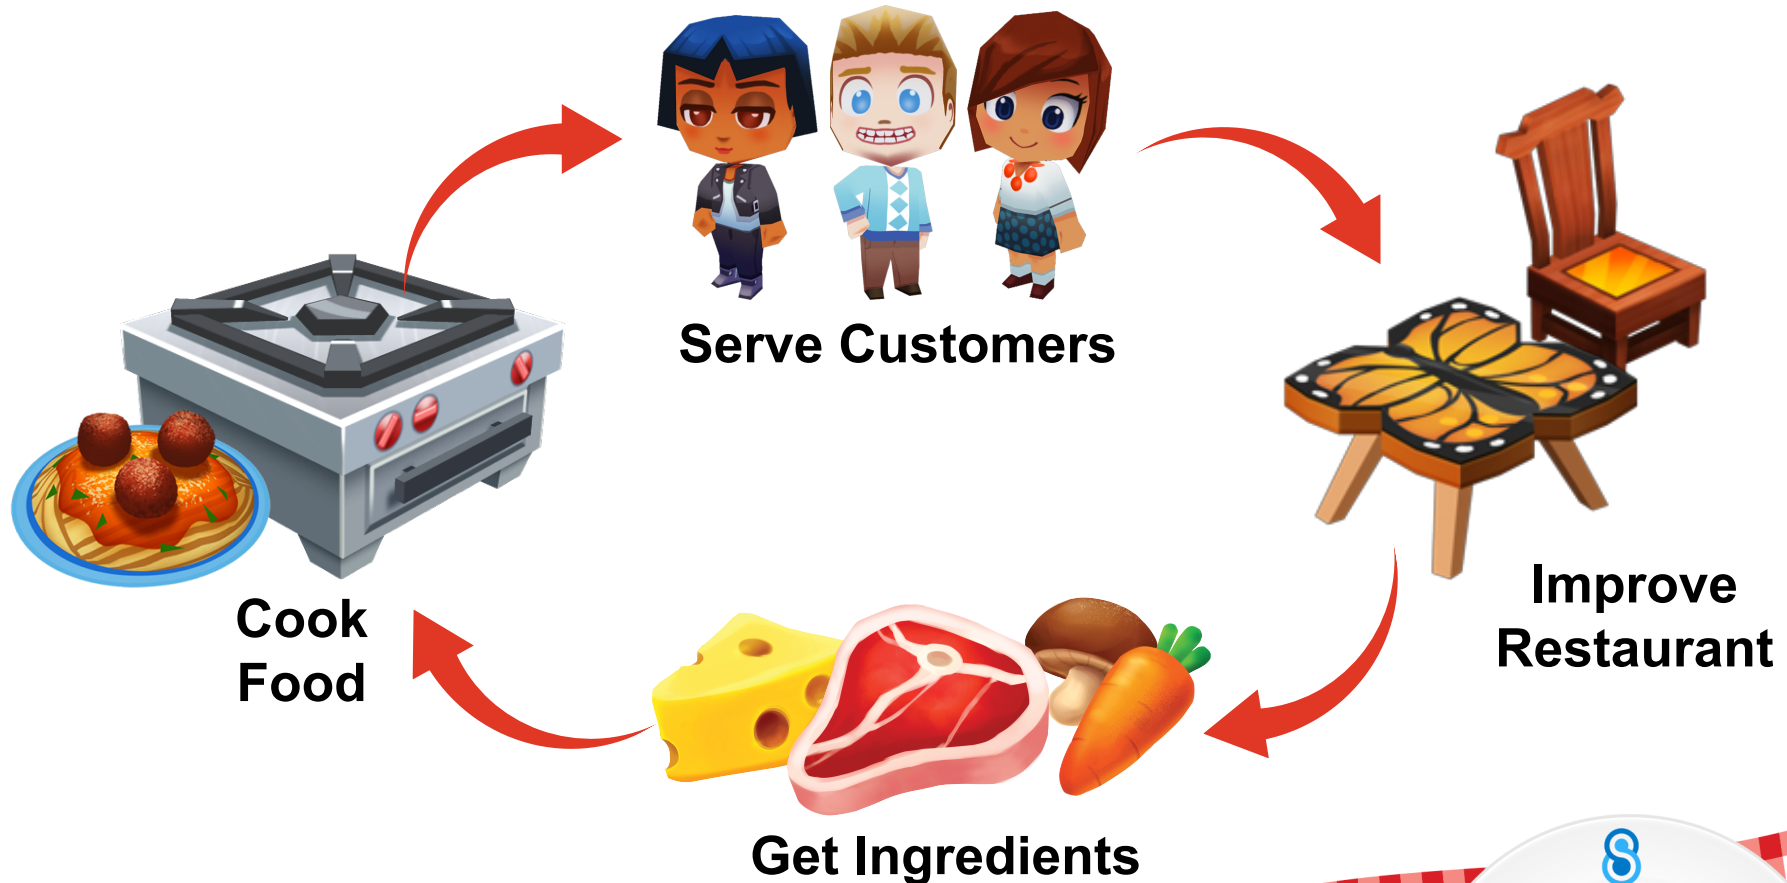 Serve Customers
Improve
Restaurant
Cook
Food
Get Ingredients